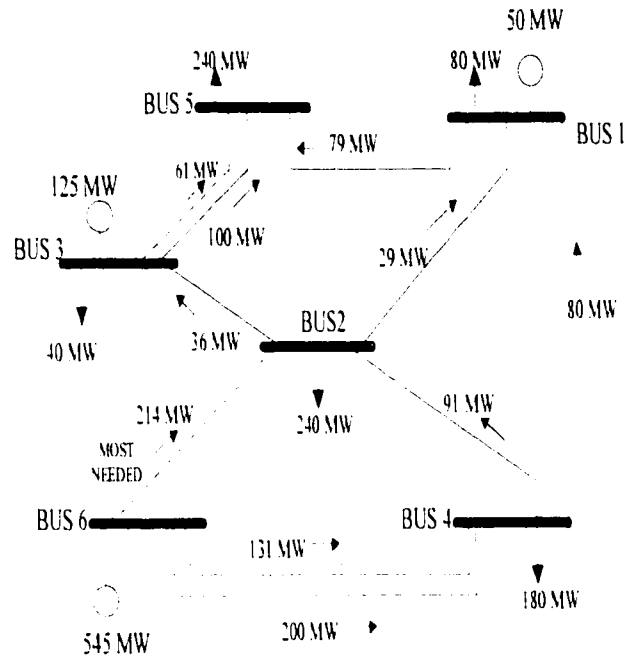 50 MW
240 MW
80 MW
BUS 5
BUS 1
79 MW
61 MW
125 MW
100 MW
BUS 3
29 MW
BUS2
80 MW
40 MW
36 MW
91 MW
214 MW
240 MW
MOST
NEEDED
BUS 6
BUS 4
131 MW
180 MW
200 MW
545 MW